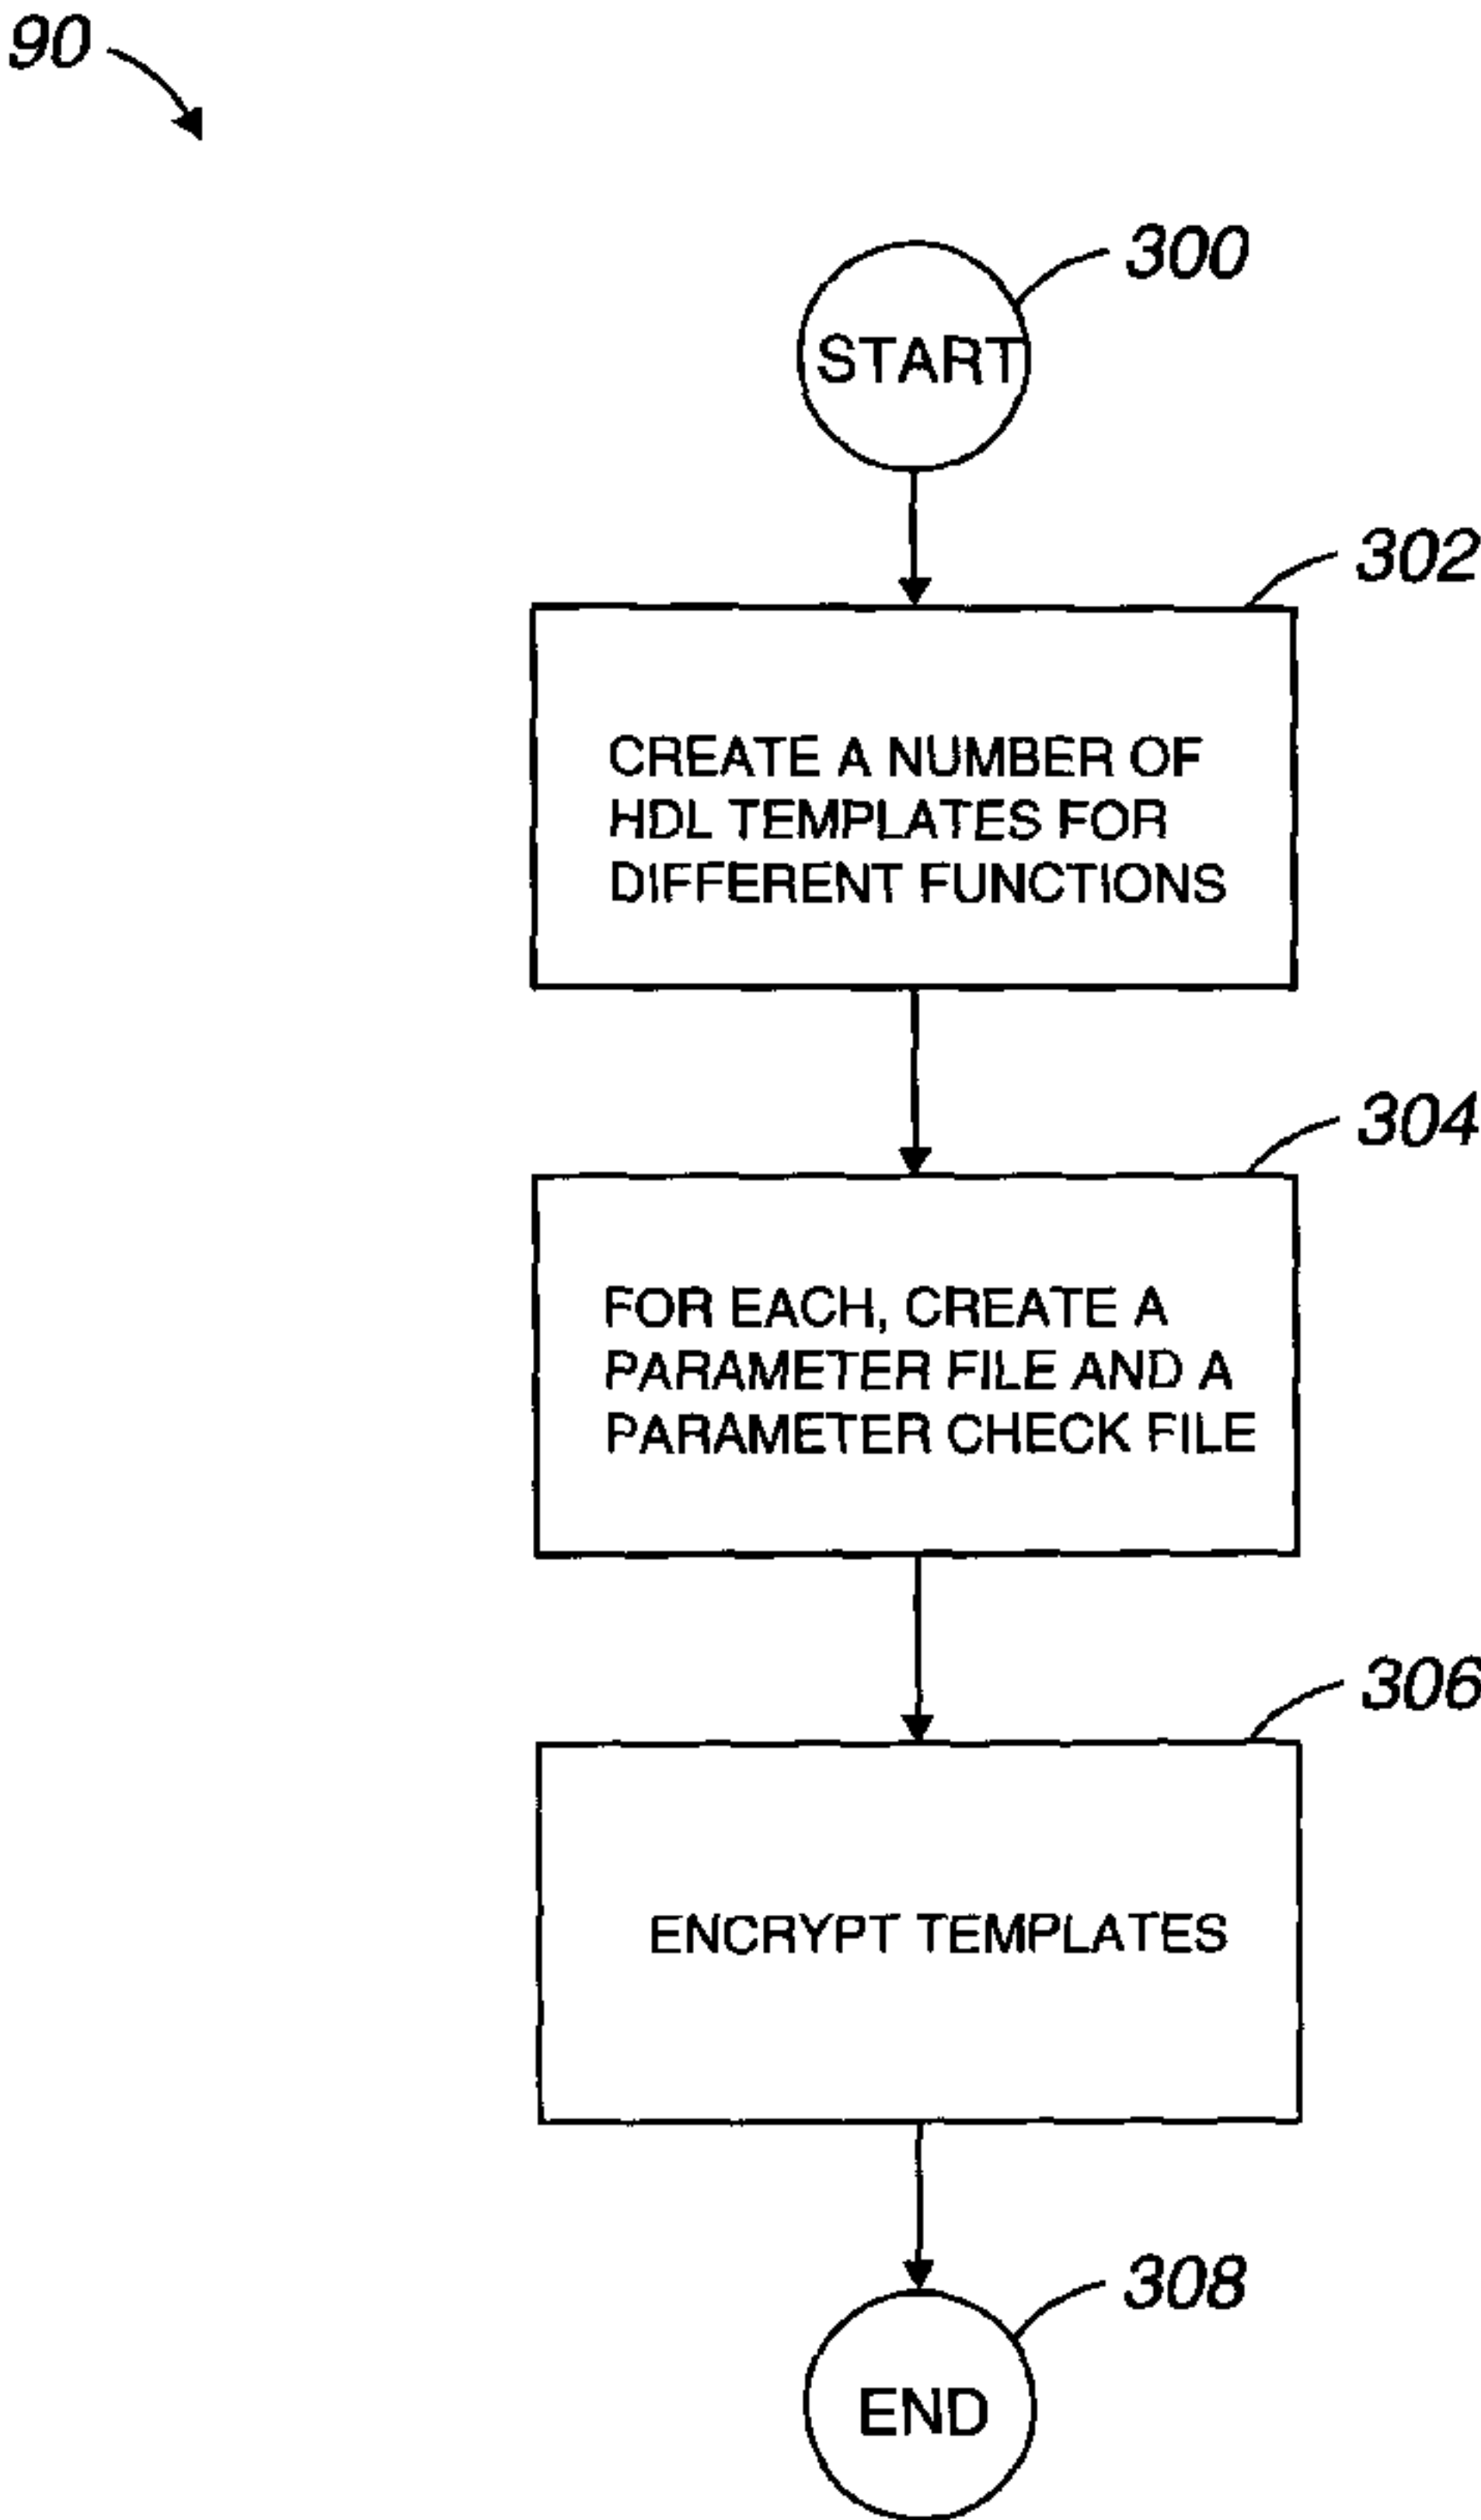 90
300
START
302
CREATE A NUMBER OF
HDL TEMPLATES FOR
DIFFERENT FUNCTIONS
304
FOR EACH, CREATE A
PARAMETER FILE AND A
PARAMETER CHECK FILE
306
ENCRYPT TEMPLATES
308
END